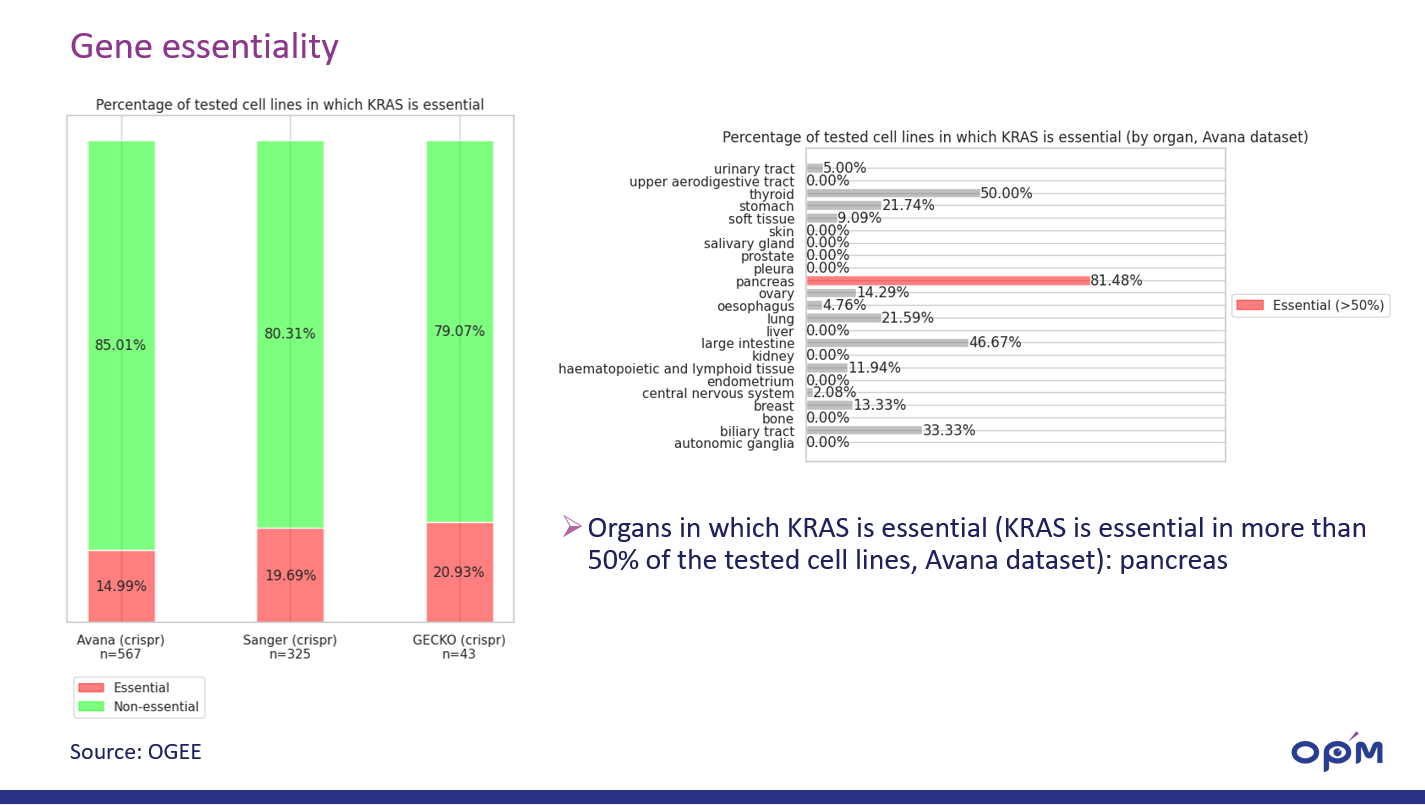 Gene essentiality
Percentage of tested cell lines in which KRAS is essential
85.01%
80.31%
79.07%
14.99%
19.69%
20.93%
Avana (crispr)
n=567
Sanger (crispr)
n=325
GECKO (crispr)
n=43
Essential
Non-essential
Percentage of tested cell lines in which KRAS is essential (by organ, Avana dataset)
urinary tract 5.00%
upper aerodigestive tract 0.00%
thyroid 50.00%
stomach 21.74%
soft tissue 9.09%
skin 0.00%
salivary gland 0.00%
prostate 0.00%
pleura 0.00%
pancreas 81.48%
ovary 14.29%
oesophagus 4.76%
lung 21.59%
liver 0.00%
large intestine 46.67%
kidney 0.00%
haematopoietic and lymphoid tissue 11.94%
endometrium 0.00%
central nervous system 2.08%
breast 13.33%
bone 0.00%
biliary tract 33.33%
autonomic ganglia 0.00%
Essential (>50%)
Organs in which KRAS is essential (KRAS is essential in more than
50% of the tested cell lines, Avana dataset): pancreas
Source: OGEE
OPM